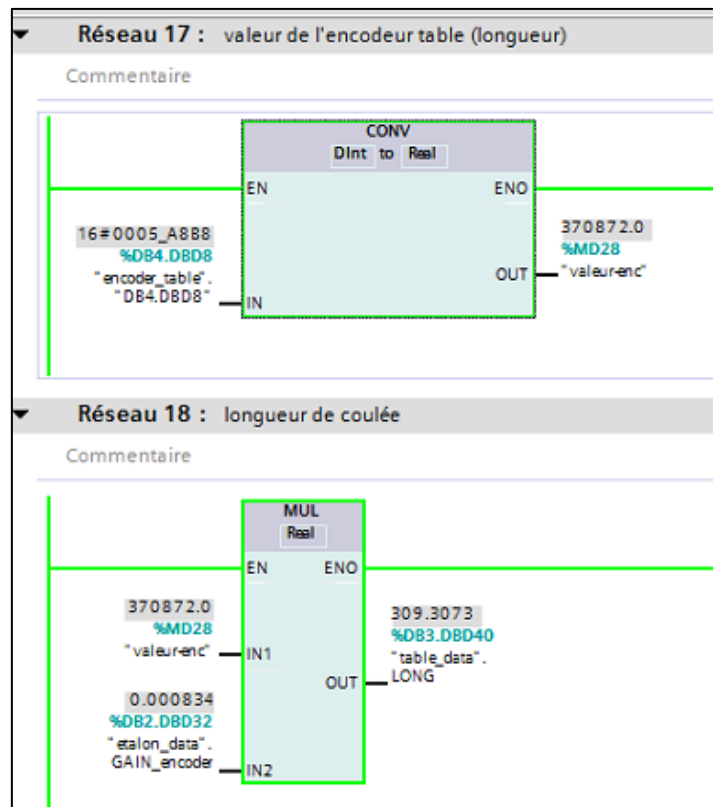 Réseau 17 : valeur de l'encodeur table (longueur)
Commentaire
CONV
DInt to Real
EN ENO
16#0005_A8B8
%DB4.DBD8
"encoder_table".
"DB4.DBD8"
IN
370872.0
%MD28
"valeur-enc"
OUT
Réseau 18 : longueur de coulée
Commentaire
MUL
Real
EN ENO
370872.0
%MD28
"valeur-enc"
IN1
0.000834
%DB2.DBD32
"etalon_data".
GAIN_encoder
IN2
309.3073
%DB3.DBD40
"table_data".
LONG
OUT